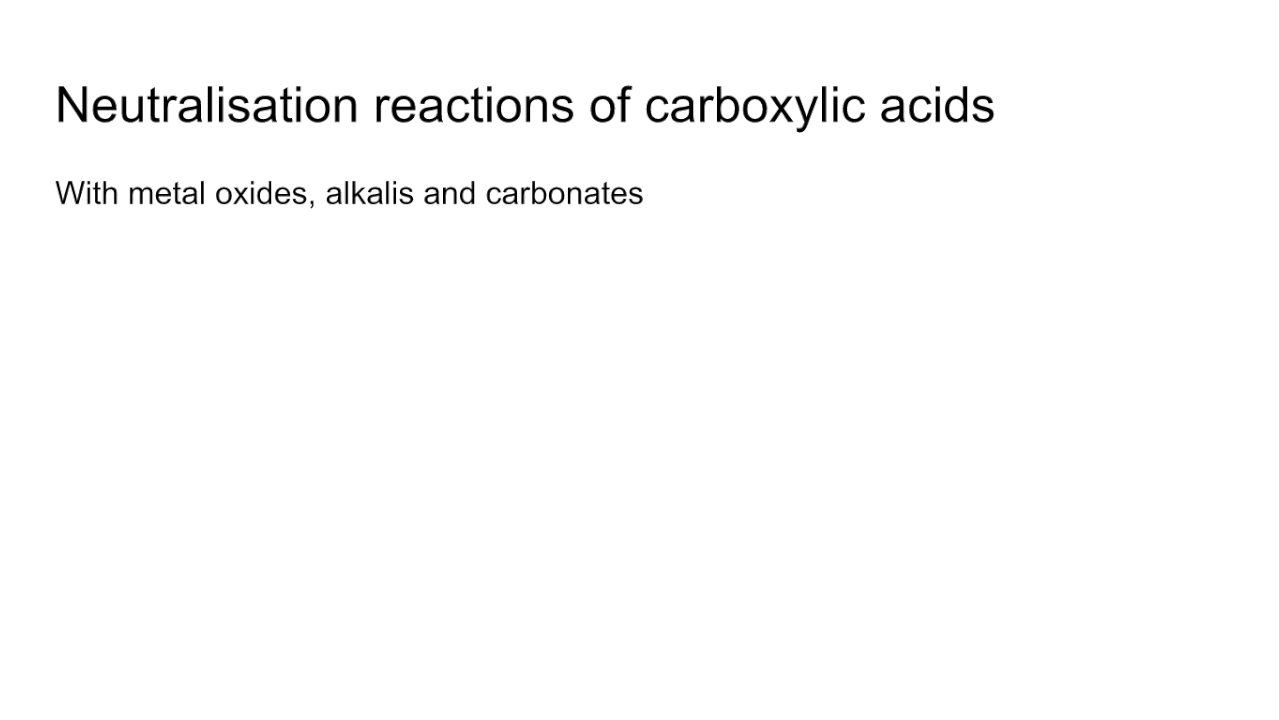 Neutralisation reactions of carboxylic acids
With metal oxides, alkalis and carbonates